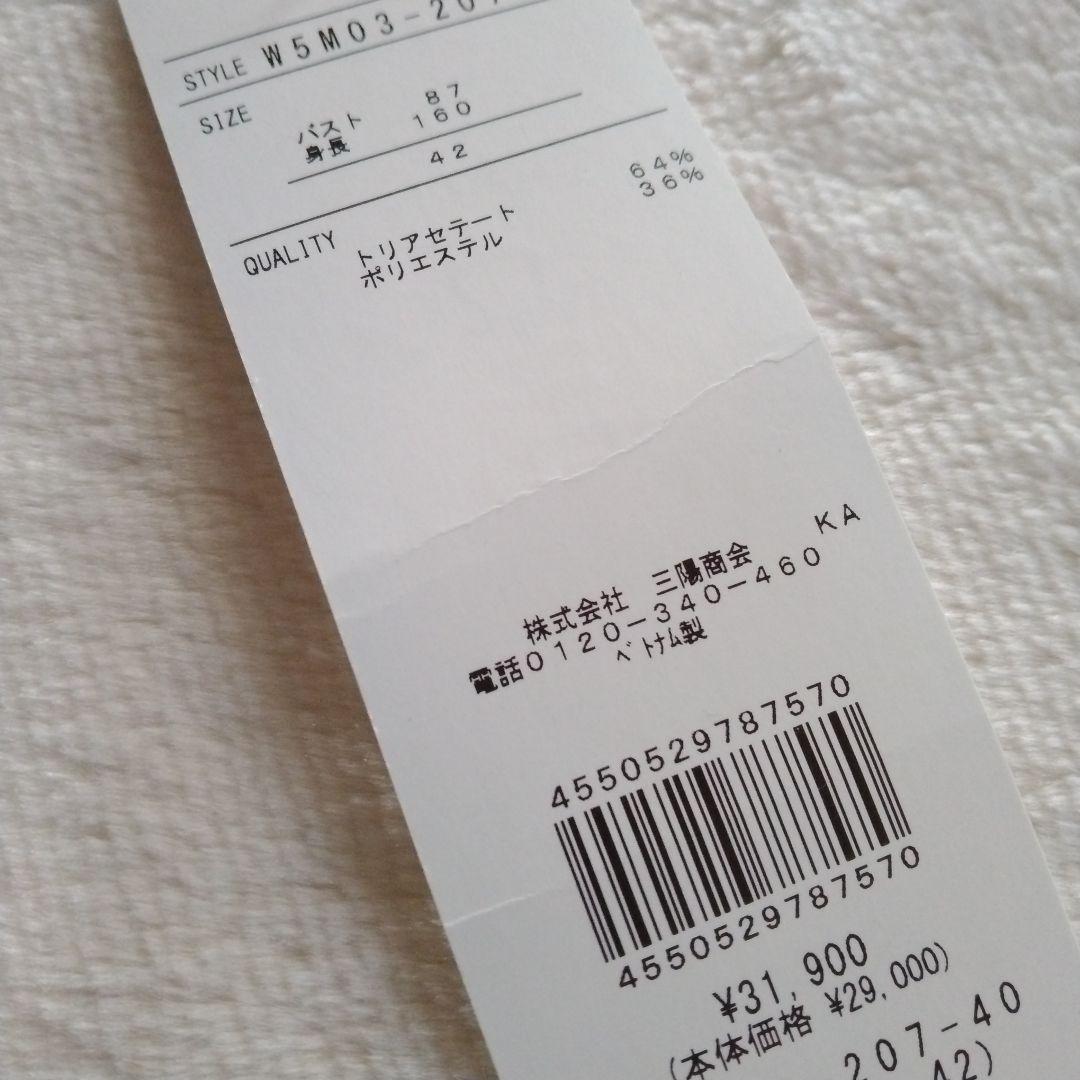 STYLE W5M03-207
SIZE
バスト 87
身長 160
42
QUALITY トリアセテート 64%
ポリエステル 36%
KA
株式会社 三陽商会
電話0120-340-460
ベトナム製
4550529787570
4550529787570
¥31,900
(本体価格 ¥29,000)
207-40
42)